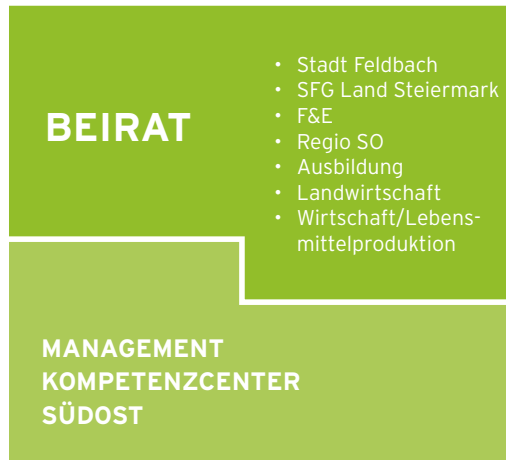 BEIRAT
• Stadt Feldbach
• SFG Land Steiermark
• F&E
• Regio SO
• Ausbildung
• Landwirtschaft
• Wirtschaft/Lebens-
mittelproduktion
MANAGEMENT
KOMPETENZCENTER
SÜDOST